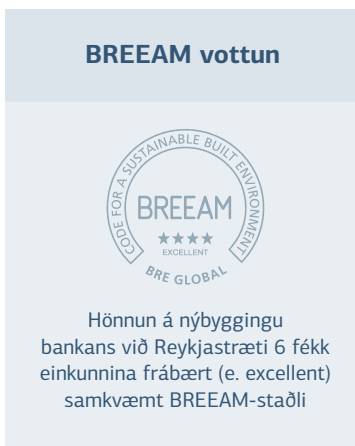 BREEAM vottun
CODE FOR A SUSTAINABLE BUILT ENVIRONMENT
BREEAM
★★★★
EXCELLENT
BRE GLOBAL
Hönnun á nýbyggingu
bankans við Reykjastræti 6 fékk
einkunnina frábært (e. excellent)
samkvæmt BREEAM-staðli